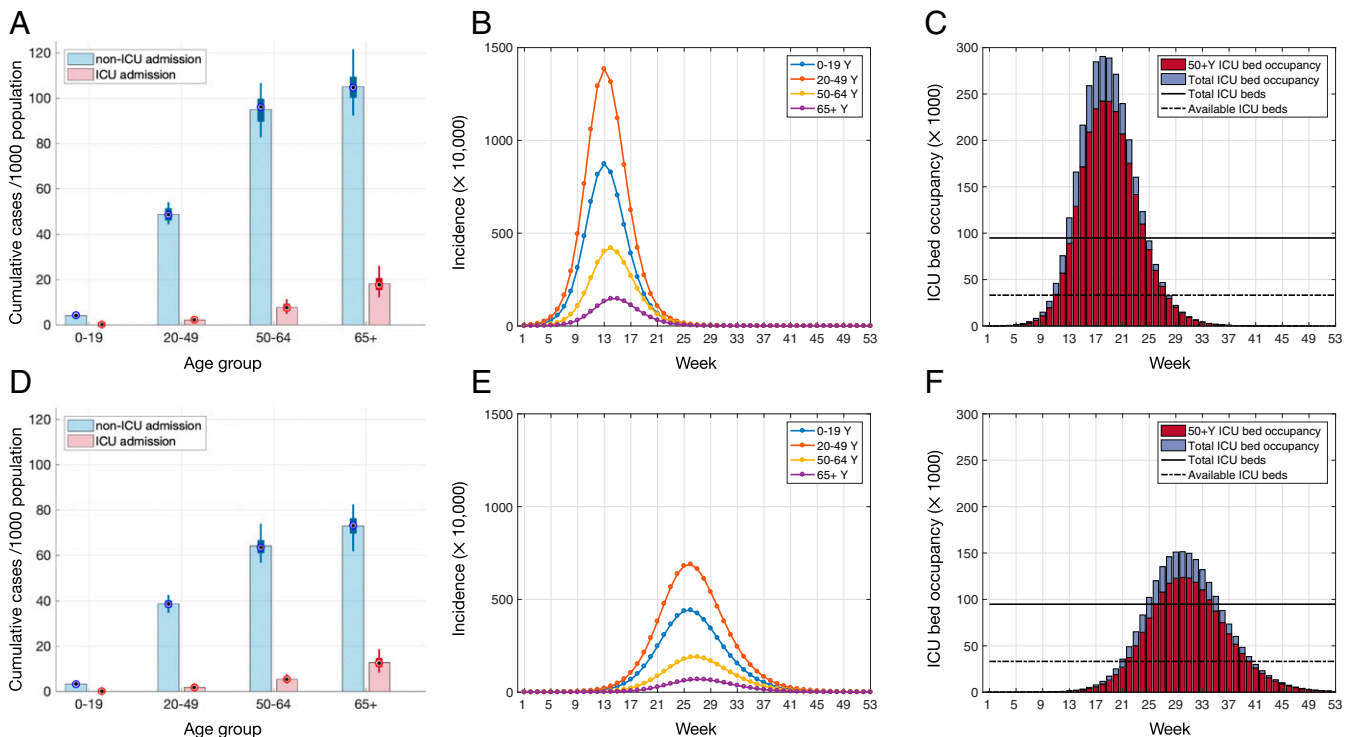 A
B
C
120
100
80
60
40
20
0
Cumulative cases /1000 population
non-ICU admission
ICU admission
0-19
20-49
50-64
65+
Age group
1500
1000
500
0
Incidence (× 10,000)
0-19 Y
20-49 Y
50-64 Y
65+ Y
1 5 9 13 17 21 25 29 33 37 41 45 49 53
Week
300
250
200
150
100
50
0
ICU bed occupancy (× 1000)
50+Y ICU bed occupancy
Total ICU bed occupancy
Total ICU beds
Available ICU beds
1 5 9 13 17 21 25 29 33 37 41 45 49 53
Week
D
E
F
120
100
80
60
40
20
0
Cumulative cases /1000 population
non-ICU admission
ICU admission
0-19
20-49
50-64
65+
Age group
1500
1000
500
0
Incidence (× 10,000)
0-19 Y
20-49 Y
50-64 Y
65+ Y
1 5 9 13 17 21 25 29 33 37 41 45 49 53
Week
300
250
200
150
100
50
0
ICU bed occupancy (× 1000)
50+Y ICU bed occupancy
Total ICU bed occupancy
Total ICU beds
Available ICU beds
1 5 9 13 17 21 25 29 33 37 41 45 49 53
Week